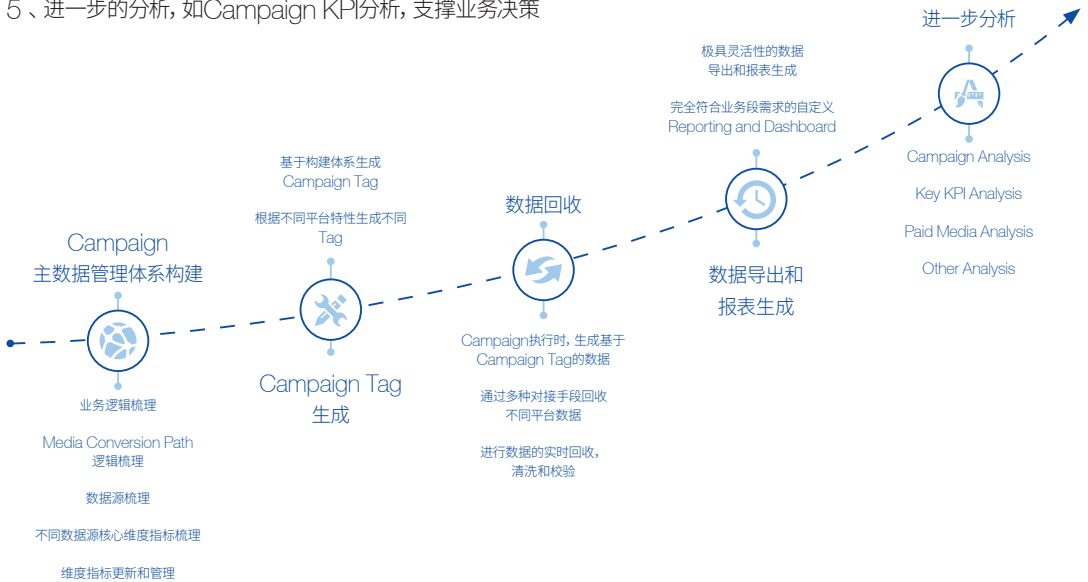 5、进一步的分析, 如Campaign KPI分析, 支撑业务决策
Campaign
主数据管理体系构建
业务逻辑梳理
Media Conversion Path
逻辑梳理
数据源梳理
不同数据源核心维度指标梳理
维度指标更新和管理
基于构建体系生成
Campaign Tag
根据不同平台特性生成不同
Tag
Campaign Tag
生成
数据回收
Campaign执行时, 生成基于
Campaign Tag的数据
通过多种对接手段回收
不同平台数据
进行数据的实时回收,
清洗和校验
极具灵活性的数据
导出和报表生成
完全符合业务段需求的自定义
Reporting and Dashboard
数据导出和
报表生成
进一步分析
Campaign Analysis
Key KPI Analysis
Paid Media Analysis
Other Analysis